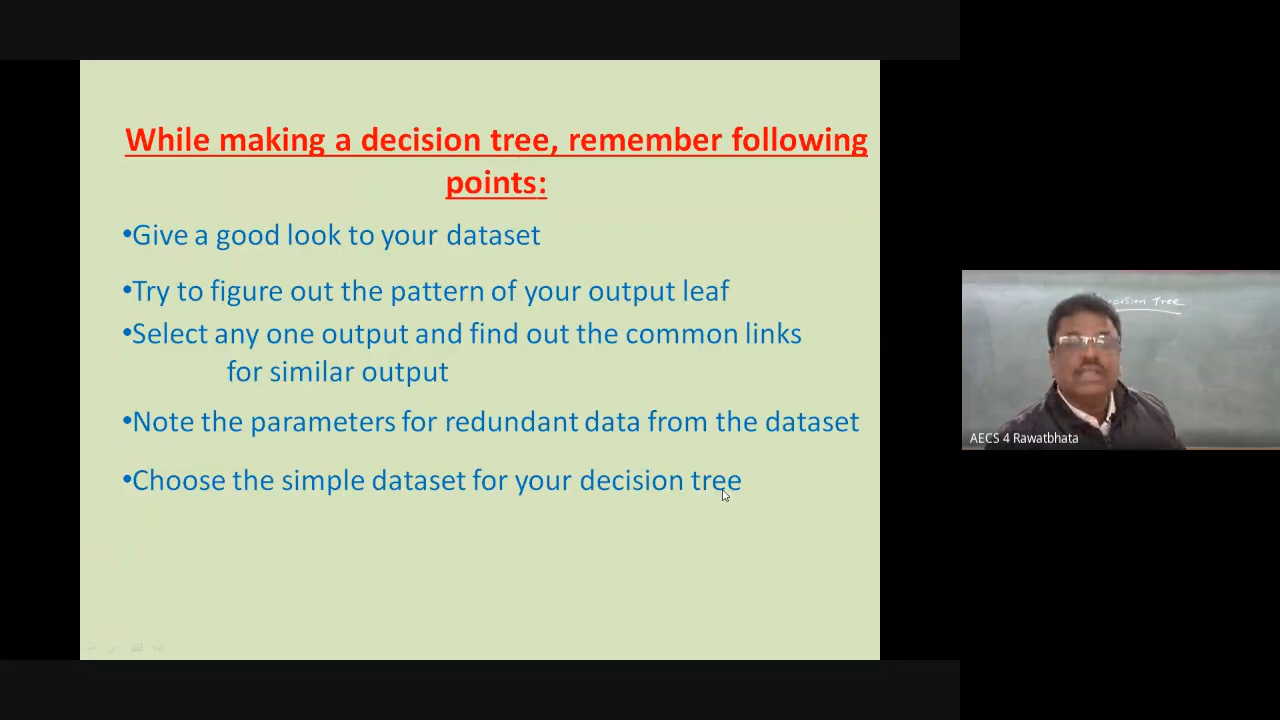 While making a decision tree, remember following
points:
•Give a good look to your dataset
•Try to figure out the pattern of your output leaf
•Select any one output and find out the common links
for similar output
•Note the parameters for redundant data from the dataset
•Choose the simple dataset for your decision tree
Tree
AECS 4 Rawatbhata